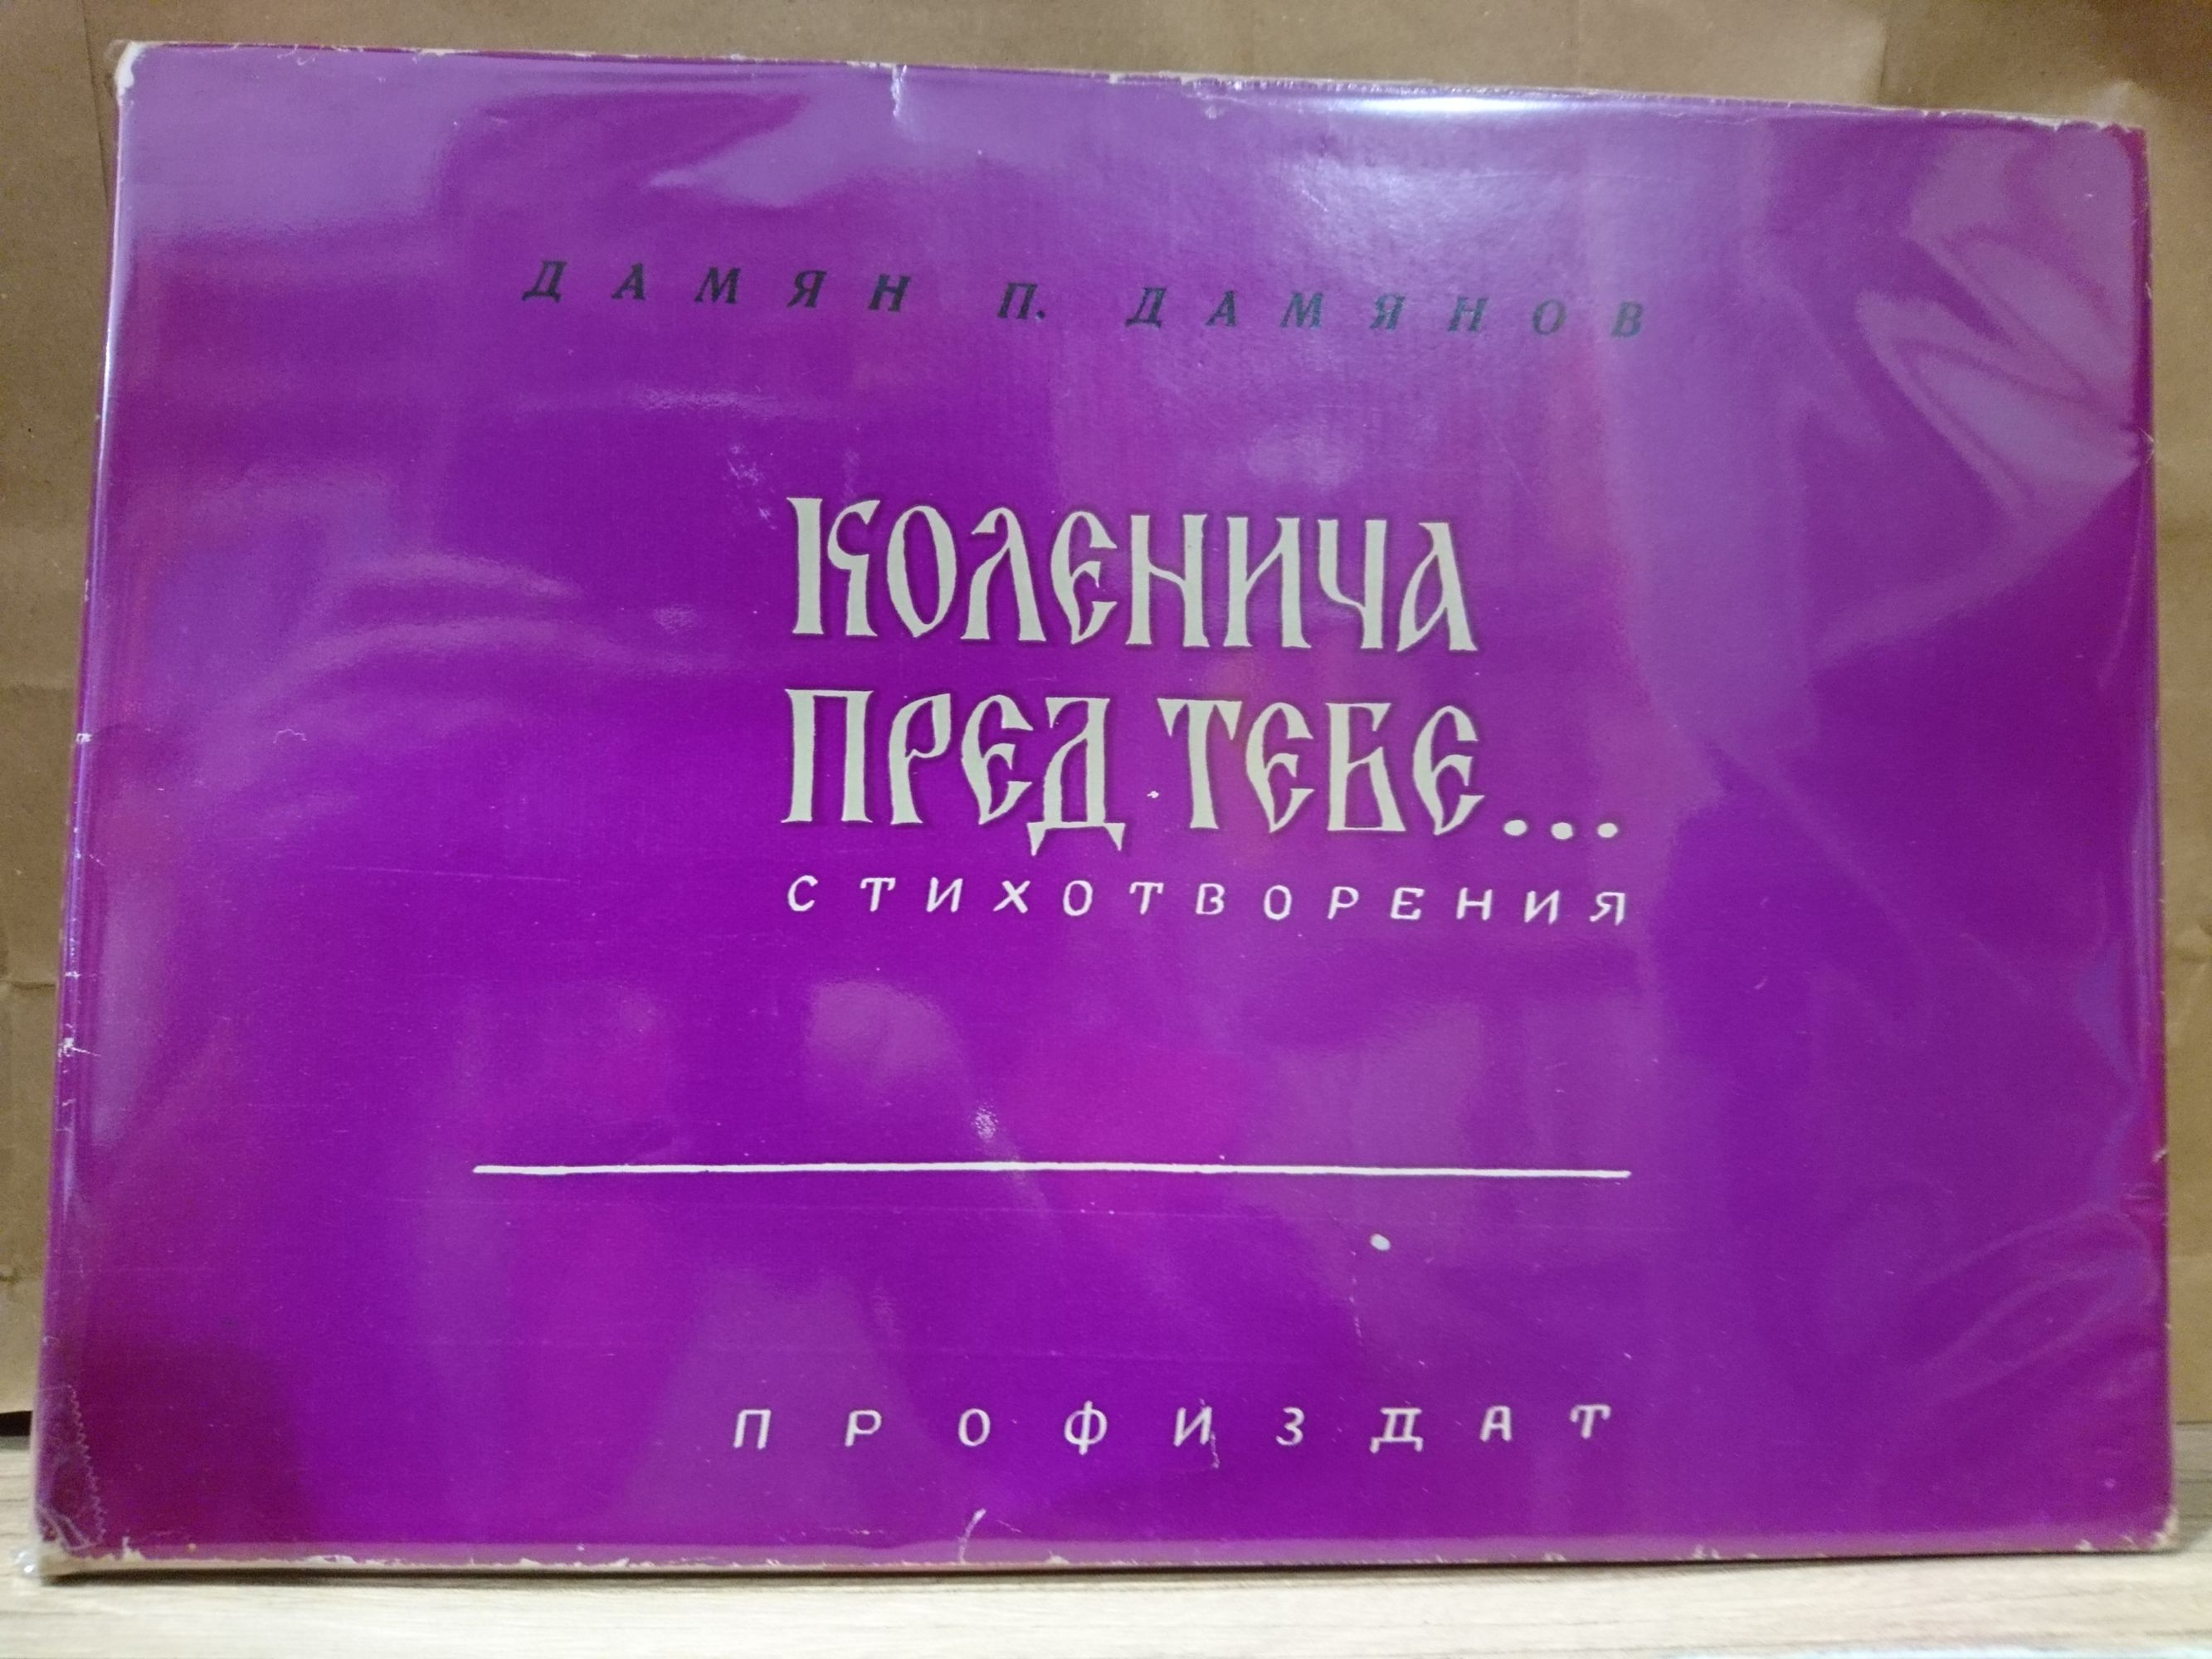 ДАМЯН П. ДАМЯНОВ
КОЛЕНИЧА
ПРЕД ТЕБЕ...
СТИХОТВОРЕНИЯ
ПРОФИЗДАТ